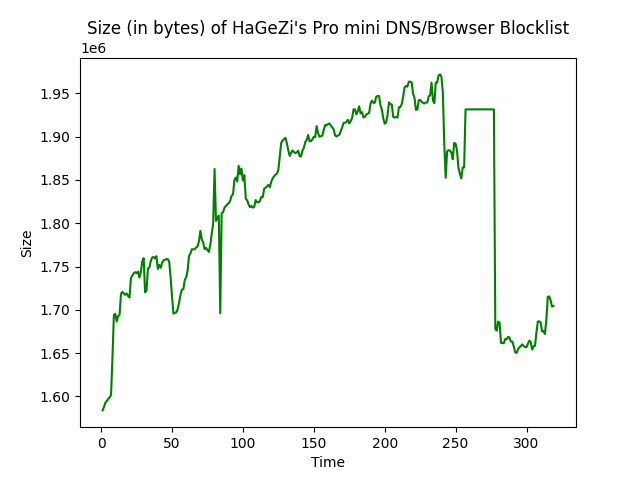 Size (in bytes) of HaGeZi's Pro mini DNS/Browser Blocklist
1e6
1.95
1.90
1.85
1.80
1.75
1.70
1.65
1.60
Size
0 50 100 150 200 250 300
Time